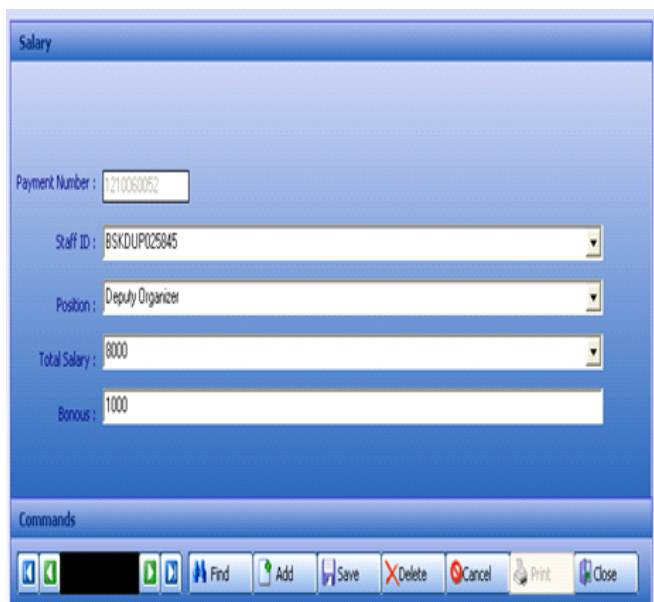 Salary
Payment Number : 1210060052
Staff ID : BSKDUP025845
Position : Deputy Organizer
Total Salary : 8000
Bonous : 1000
Commands
Find Add Save Delete Cancel Print Close